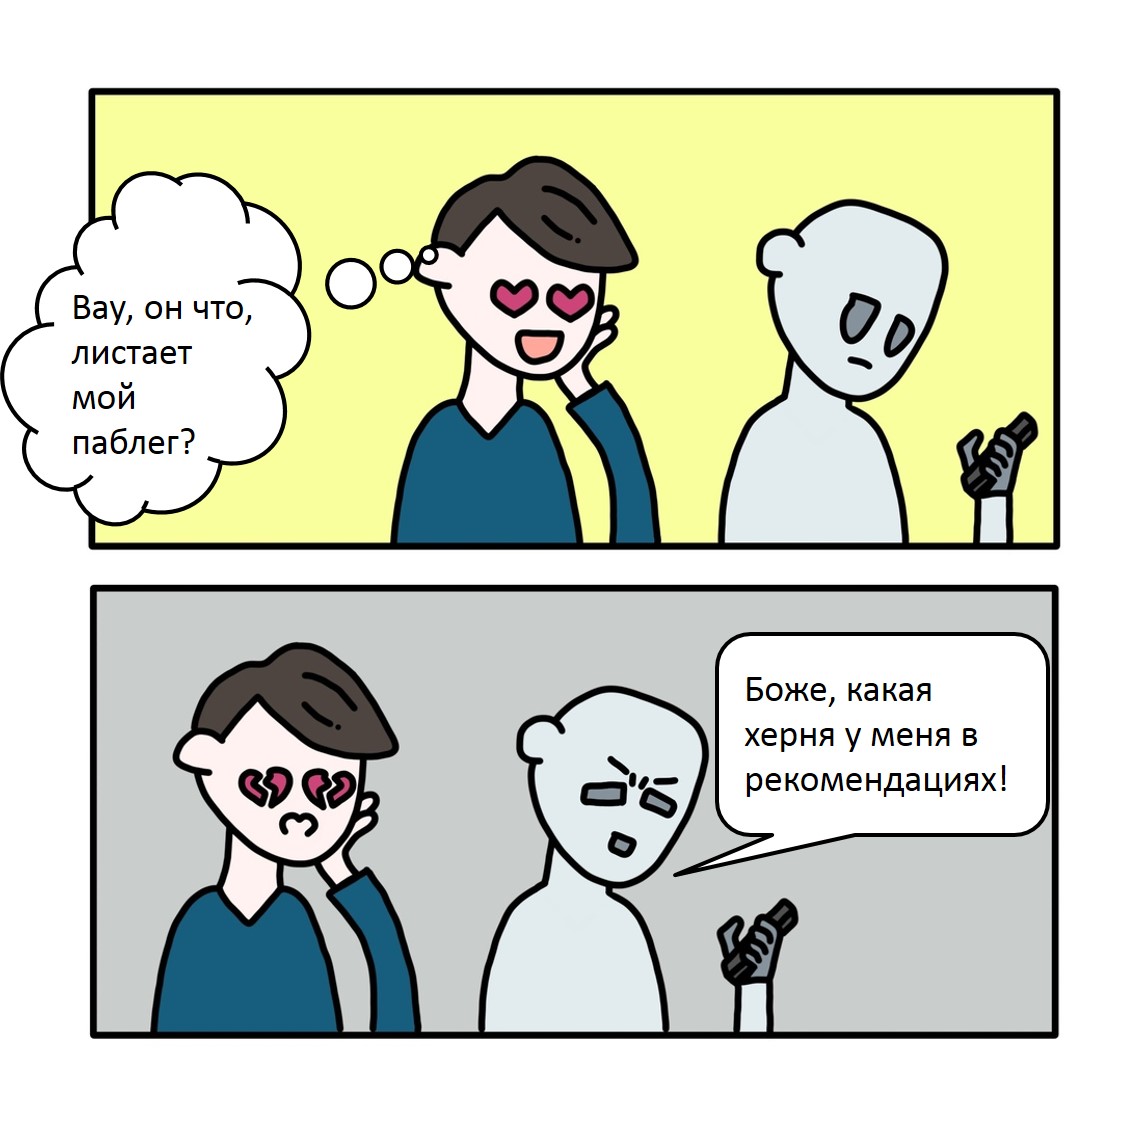 Вау, он что,
листает
мой
паблег?
Боже, какая
херня у меня в
рекомендациях!